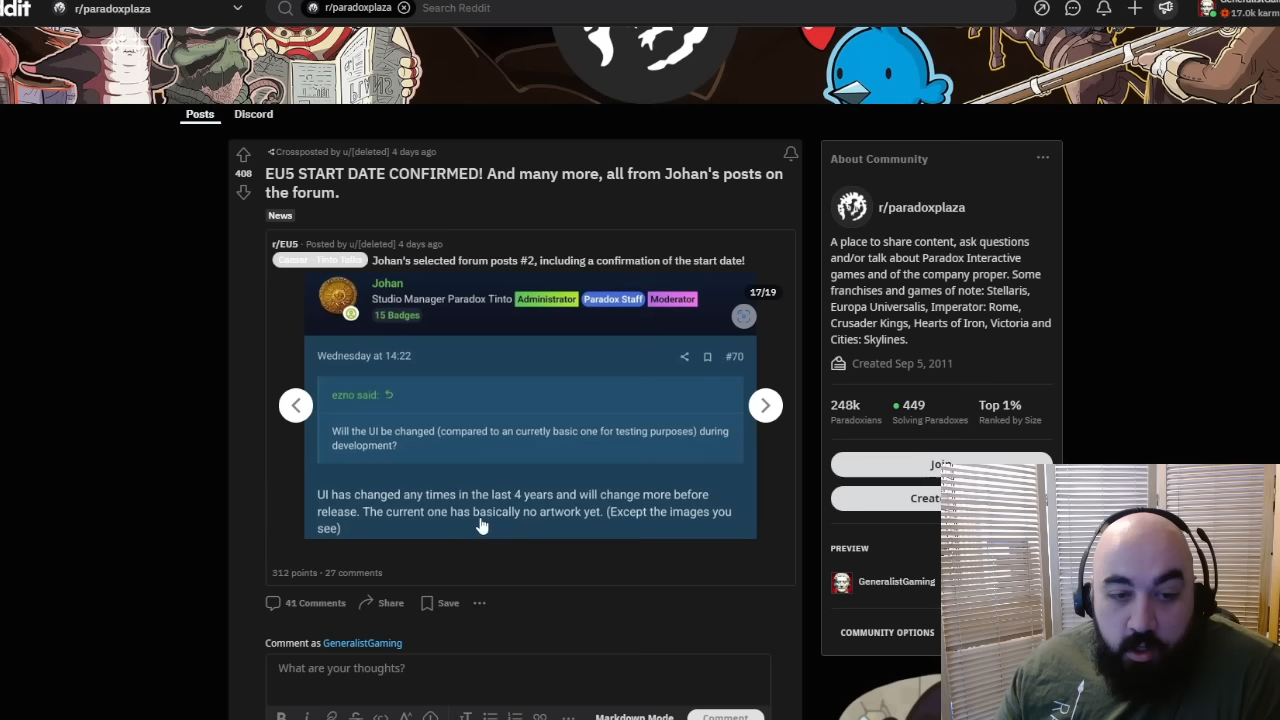 dit
r/paradoxplaza
r/paradoxplaza
Search Reddit
17.0k karm
Posts
Discord
408
Crossposted by u/[deleted] 4 days ago
EU5 START DATE CONFIRMED! And many more, all from Johan's posts on
the forum.
News
r/EU5 · Posted by u/[deleted] 4 days ago
Caesar - Tinto Talks
Johan's selected forum posts #2, including a confirmation of the start date!
Johan
Studio Manager Paradox Tinto Administrator Paradox Staff Moderator
15 Badges
17/19
Wednesday at 14:22
#70
ezno said:
Will the UI be changed (compared to an curretly basic one for testing purposes) during
development?
UI has changed any times in the last 4 years and will change more before
release. The current one has basically no artwork yet. (Except the images you
see)
312 points · 27 comments
41 Comments
Share
Save
Comment as GeneralistGaming
What are your thoughts?
Markdown Mode
Comment
About Community
r/paradoxplaza
A place to share content, ask questions
and/or talk about Paradox Interactive
games and of the company proper. Some
franchises and games of note: Stellaris,
Europa Universalis, Imperator: Rome,
Crusader Kings, Hearts of Iron, Victoria and
Cities: Skylines.
Created Sep 5, 2011
248k
449
Top 1%
Paradoxians
Solving Paradoxes
Ranked by Size
Join
Creat
PREVIEW
GeneralistGaming
COMMUNITY OPTIONS